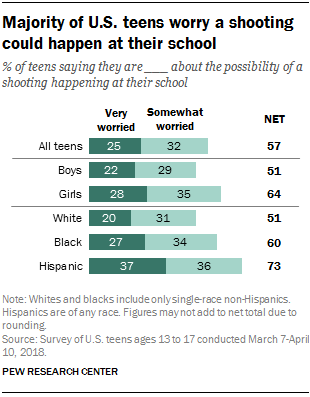 Majority of U.S. teens worry a shooting
could happen at their school
% of teens saying they are ___ about the possibility of a
shooting happening at their school
Very worried Somewhat worried NET
All teens 25 32 57
Boys 22 29 51
Girls 28 35 64
White 20 31 51
Black 27 34 60
Hispanic 37 36 73
Note: Whites and blacks include only single-race non-Hispanics.
Hispanics are of any race. Figures may not add to net total due to
rounding.
Source: Survey of U.S. teens ages 13 to 17 conducted March 7-April
10, 2018.
PEW RESEARCH CENTER